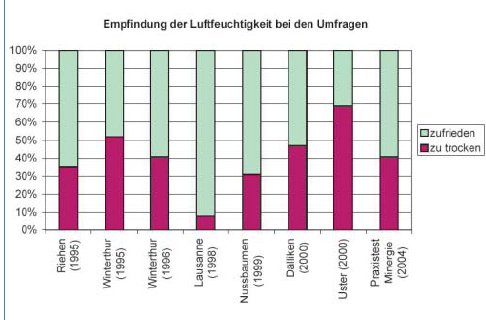 Empfindung der Luftfeuchtigkeit bei den Umfragen
100%
90%
80%
70%
60%
50%
40%
30%
20%
10%
0%
zufrieden
zu trocken
Riehen
(1995)
Winterthur
(1995)
Winterthur
(1996)
Lausanne
(1998)
Nussbaumen
(1999)
Dälliken
(2000)
Uster (2000)
Praxistest
Minergie
(2004)